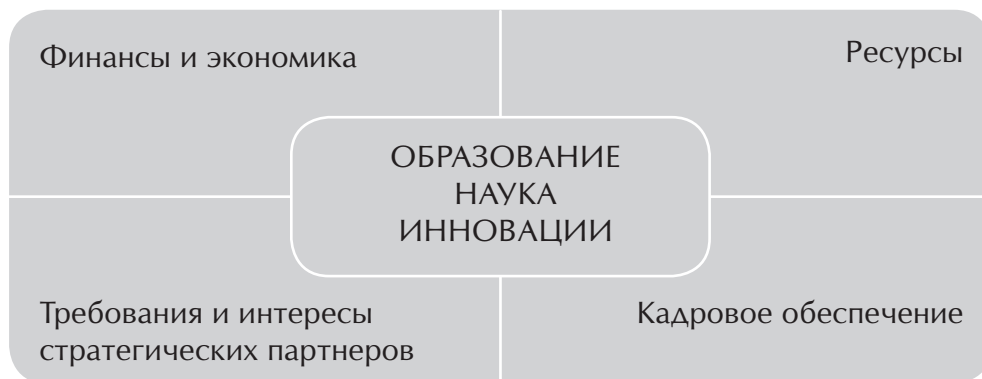 Финансы и экономика
Ресурсы
ОБРАЗОВАНИЕ
НАУКА
ИННОВАЦИИ
Требования и интересы
стратегических партнеров
Кадровое обеспечение